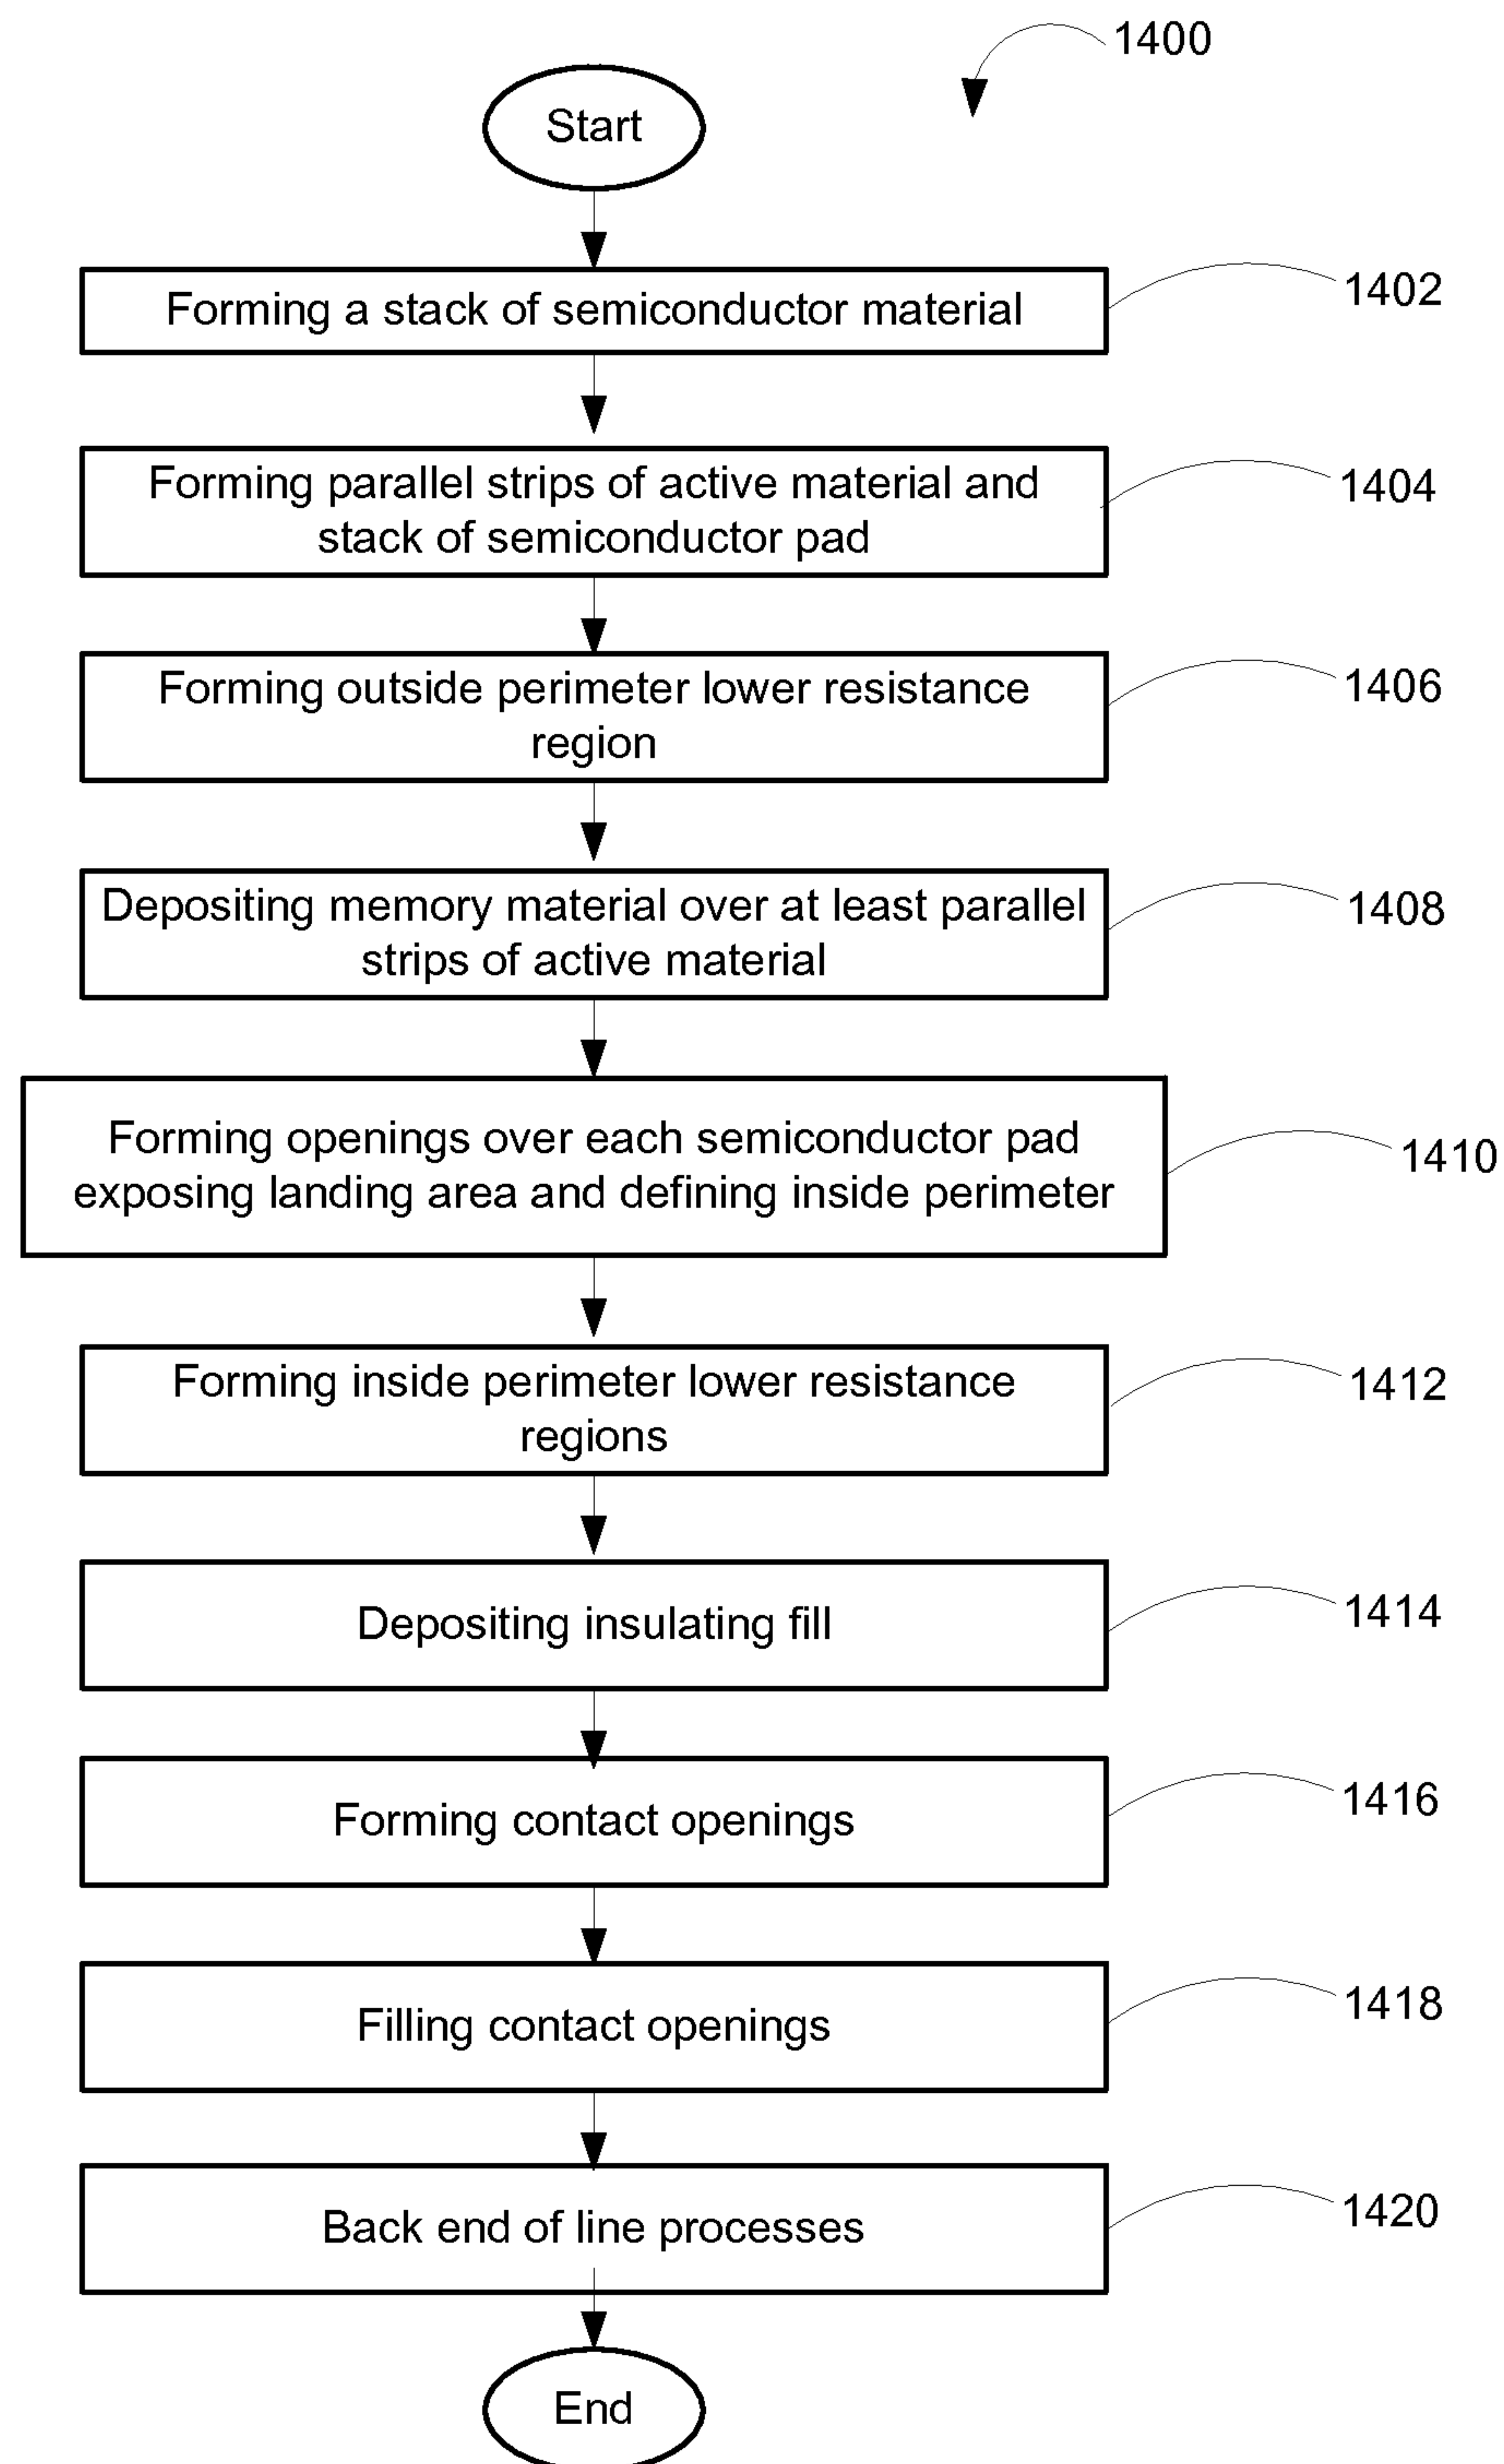 1400
Start
Forming a stack of semiconductor material
1402
Forming parallel strips of active material and
stack of semiconductor pad
1404
Forming outside perimeter lower resistance
region
1406
Depositing memory material over at least parallel
strips of active material
1408
Forming openings over each semiconductor pad
exposing landing area and defining inside perimeter
1410
Forming inside perimeter lower resistance
regions
1412
Depositing insulating fill
1414
Forming contact openings
1416
Filling contact openings
1418
Back end of line processes
1420
End